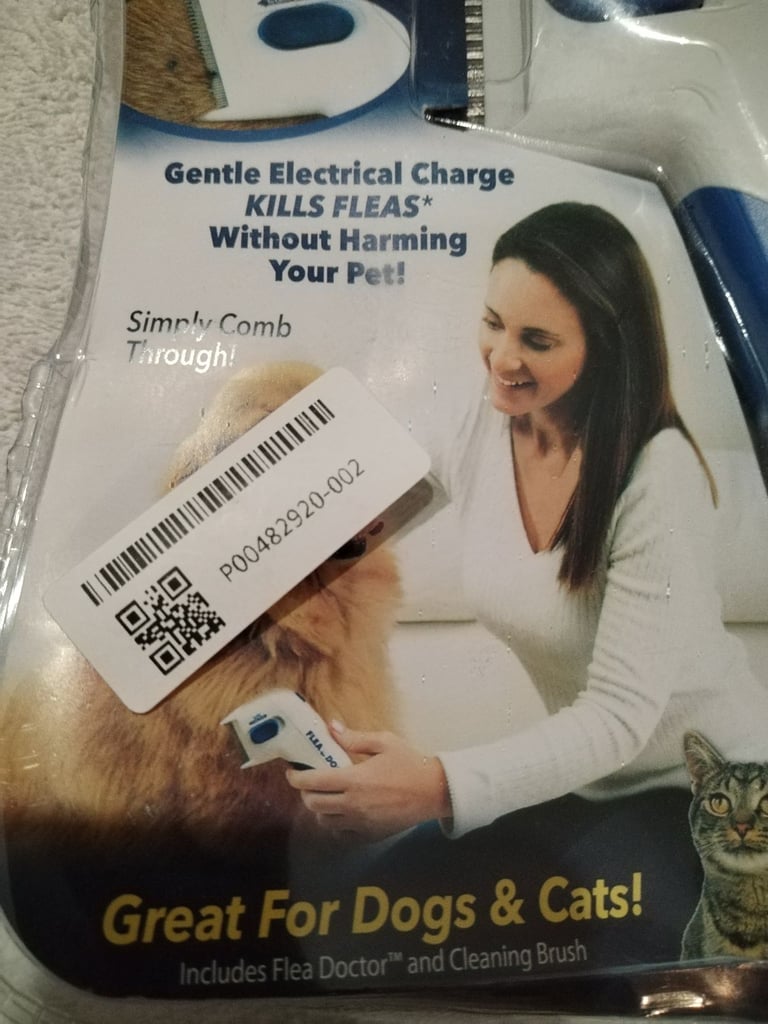 Gentle Electrical Charge
KILLS FLEAS*
Without Harming
Your Pet!
Simply Comb
Through!
P00482920-002
FLEA
Great For Dogs & Cats!
Includes Flea Doctor™ and Cleaning Brush